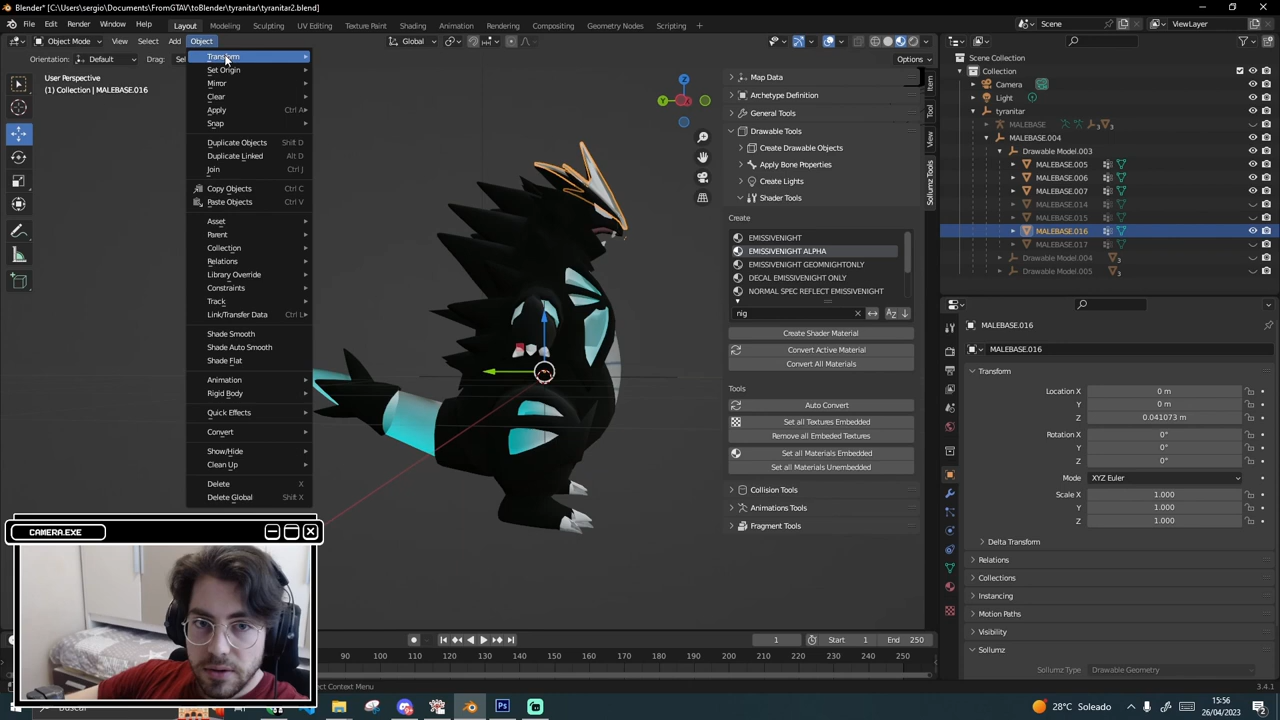 Blender* [C:\Users\sergio\Documents\FromGTAV\toBlender\tyranitar\tyranitar2.blend]
File Edit Render Window Help Layout Modeling Sculpting UV Editing Texture Paint Shading Animation Rendering Compositing Geometry Nodes Scripting + Scene ViewLayer
Object Mode View Select Add Object Global
Orientation: Default Drag: Options
User Perspective
(1) Collection | MALEBASE.016
Transform
Set Origin
Mirror
Clear
Apply Ctrl A
Snap
Duplicate Objects Shift D
Duplicate Linked Alt D
Join Ctrl J
Copy Objects Ctrl C
Paste Objects Ctrl V
Asset
Parent
Collection
Relations
Library Override
Constraints
Track
Link/Transfer Data Ctrl L
Shade Smooth
Shade Auto Smooth
Shade Flat
Animation
Rigid Body
Quick Effects
Convert
Show/Hide
Clean Up
Delete X
Delete Global Shift X
Z
Y
Map Data
Archetype Definition
General Tools
Drawable Tools
Create Drawable Objects
Apply Bone Properties
Create Lights
Shader Tools
Create
EMISSIVENIGHT
EMISSIVENIGHT ALPHA
EMISSIVENIGHT GEOMNIGHTONLY
DECAL EMISSIVENIGHT ONLY
NORMAL SPEC REFLECT EMISSIVENIGHT
nig
Create Shader Material
Convert Active Material
Convert All Materials
Tools
Auto Convert
Set all Textures Embedded
Remove all Embeded Textures
Set all Materials Embedded
Set all Materials Unembedded
Collision Tools
Animations Tools
Fragment Tools
Item
Tool
View
Sollumz Tools
Scene Collection
Collection
Camera
Light
tyranitar
MALEBASE 3 3
MALEBASE.004
Drawable Model.003
MALEBASE.005
MALEBASE.006
MALEBASE.007
MALEBASE.014
MALEBASE.015
MALEBASE.016
MALEBASE.017
Drawable Model.004 3
Drawable Model.005 3
MALEBASE.016
MALEBASE.016
Transform
Location X 0 m
Y 0 m
Z 0.041073 m
Rotation X 0°
Y 0°
Z 0°
Mode XYZ Euler
Scale X 1.000
Y 1.000
Z 1.000
Delta Transform
Relations
Collections
Instancing
Motion Paths
Visibility
Sollumz
Sollumz Type Drawable Geometry
CAMERA.EXE
1 Start 1 End 250
90 100 110 120 130 140 150 160 170 180 190 200 210 220 230 240 250
ect Context Menu 3.4.1
28°C Soleado 15:56
26/04/2023